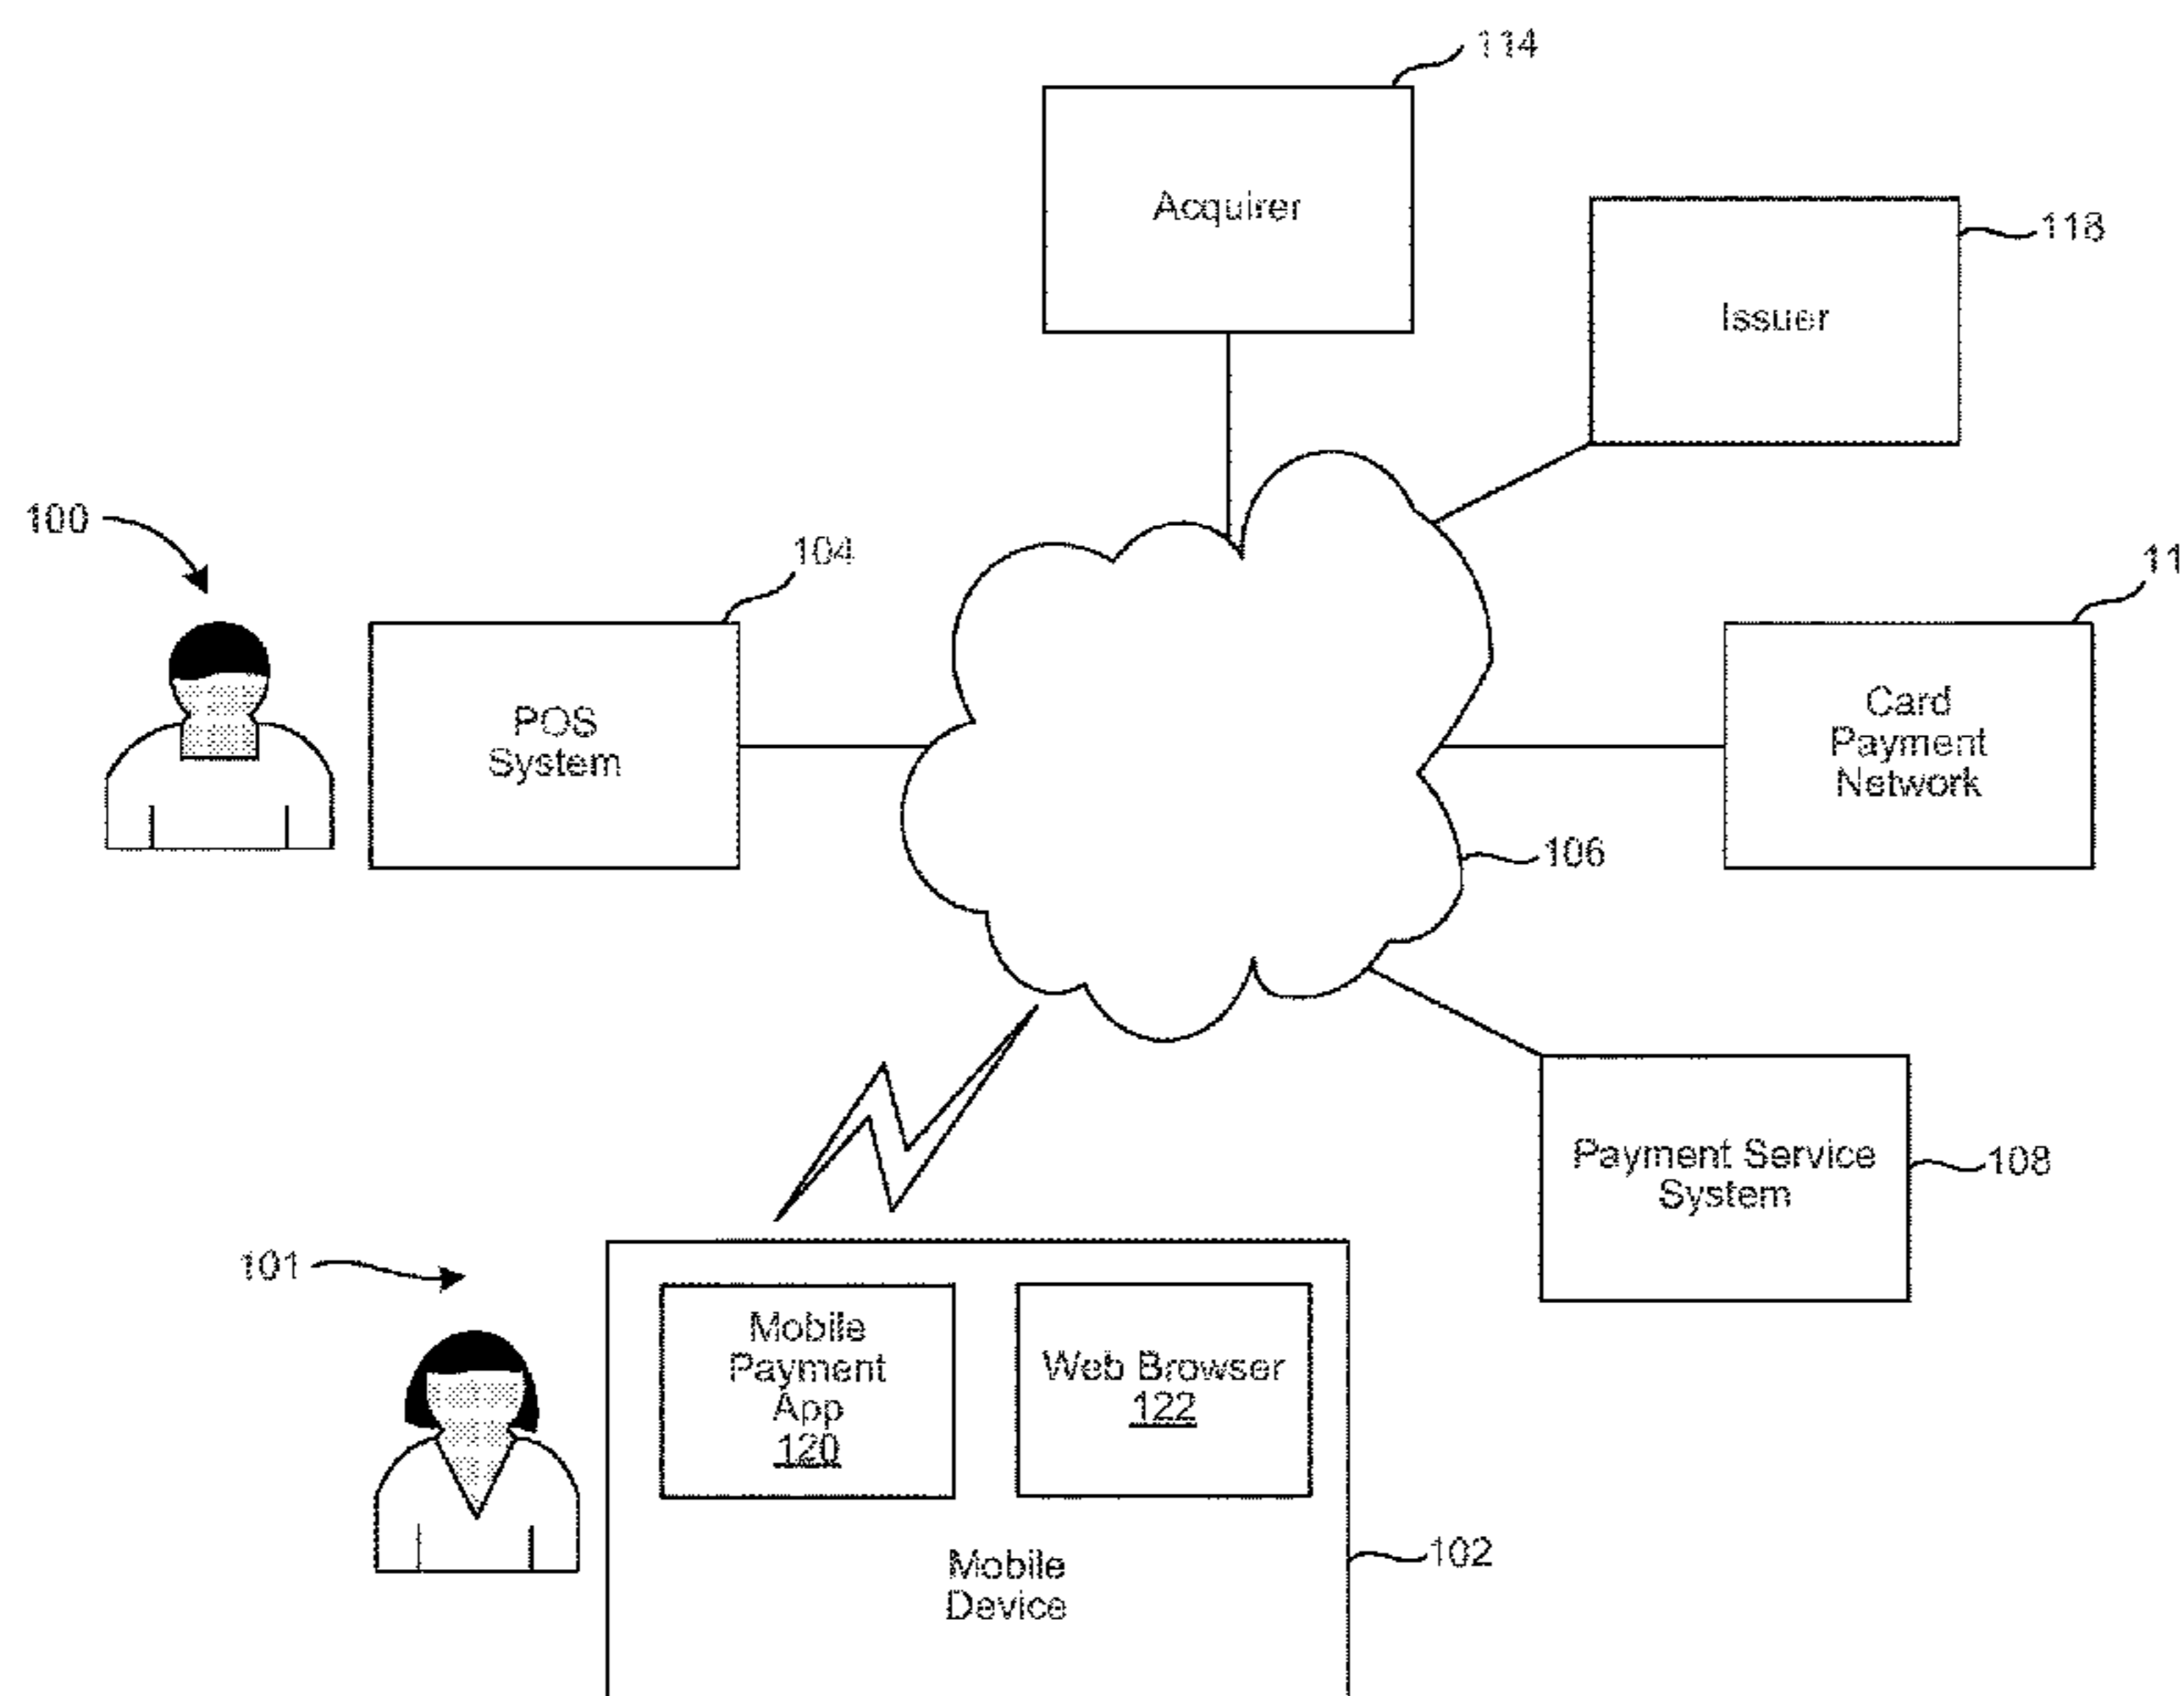 114
Acquirer
118
Issuer
100
104
11
POS
System
Card
Payment
Network
106
Payment Service
System
108
101
Mobile
Payment
App
120
Web Browser
122
Mobile
Device
102